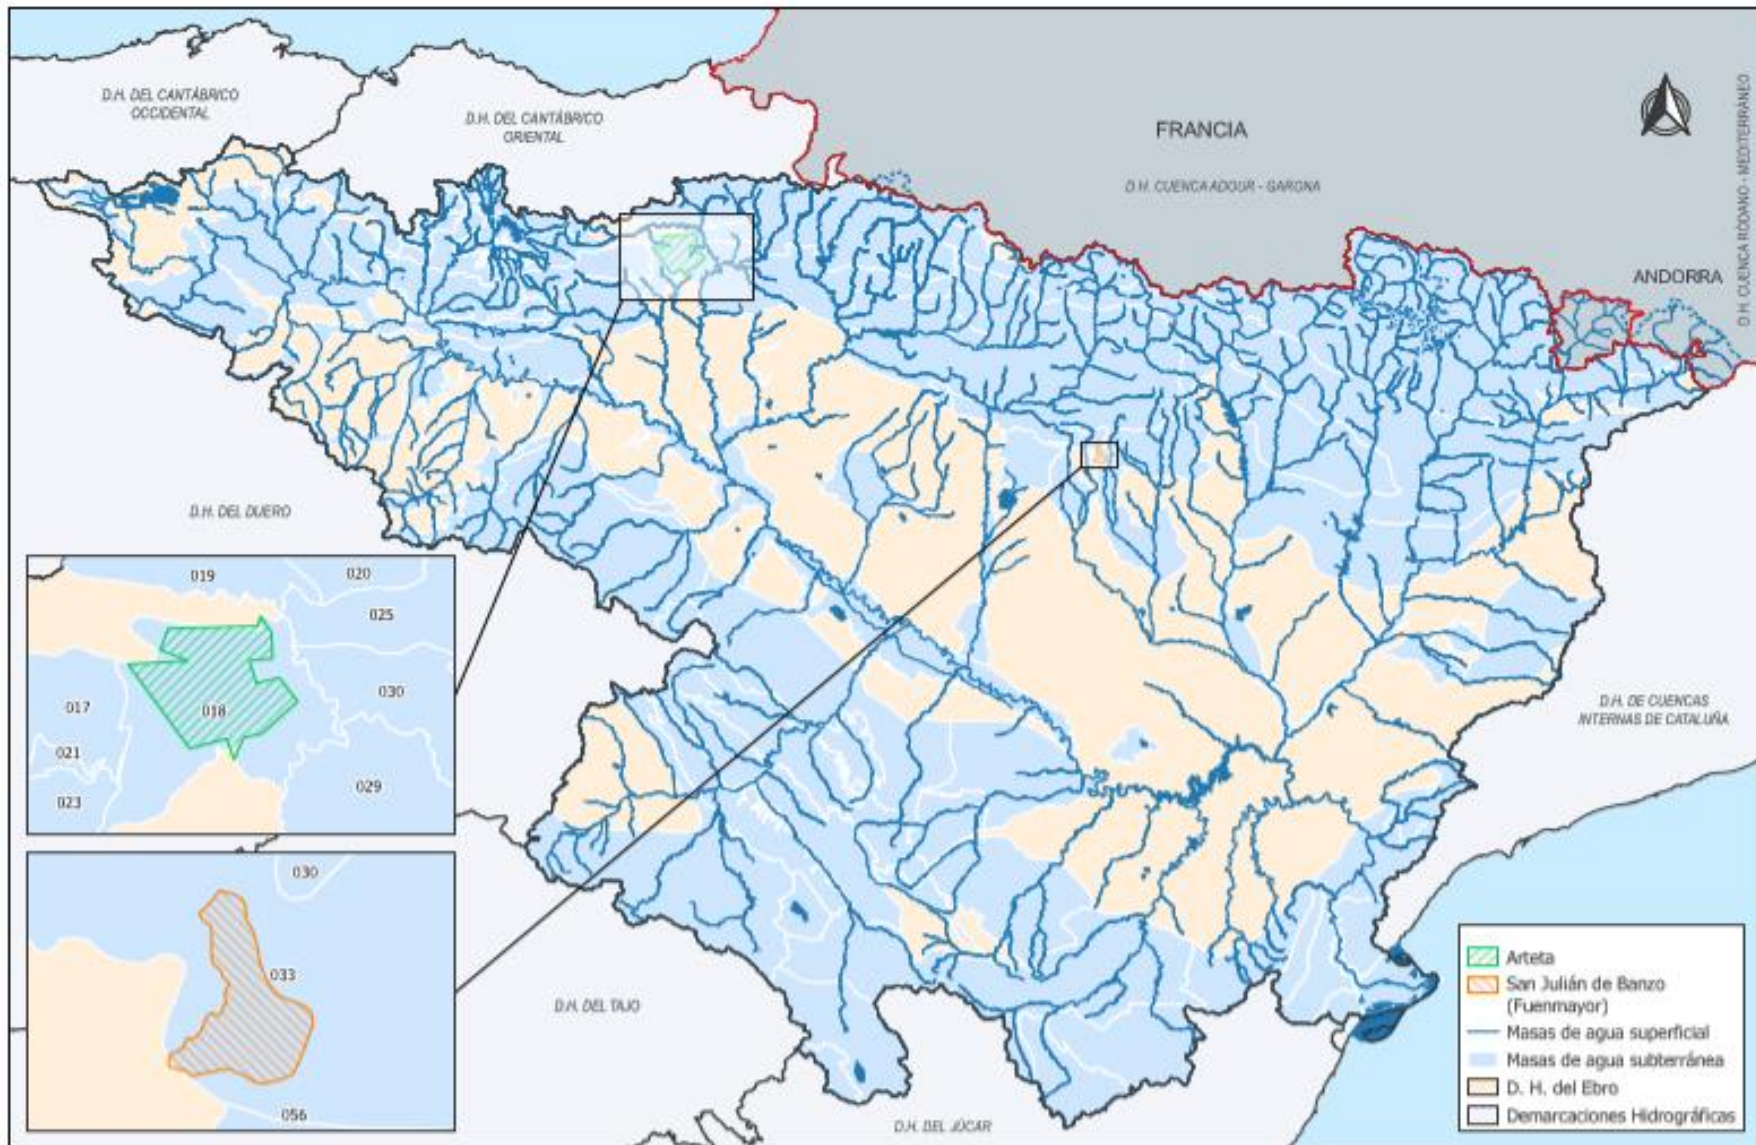 D.H. DEL CANTÁBRICO
OCCIDENTAL
D.H. DEL CANTÁBRICO
ORIENTAL
FRANCIA
D.H. CUENCA ADOUR - GARONA
D.H. CUENCA RÓDANO - MEDITERRÁNEO
ANDORRA
D.H. DEL DUERO
D.H. DE CUENCAS
INTERNAS DE CATALUÑA
D.H. DEL TAJO
D.H. DEL JÚCAR
019
020
025
017
018
030
021
023
029
030
033
056
Arteta
San Julián de Banzo
(Fuenmayor)
Masas de agua superficial
Masas de agua subterránea
D. H. del Ebro
Demarcaciones Hidrográficas